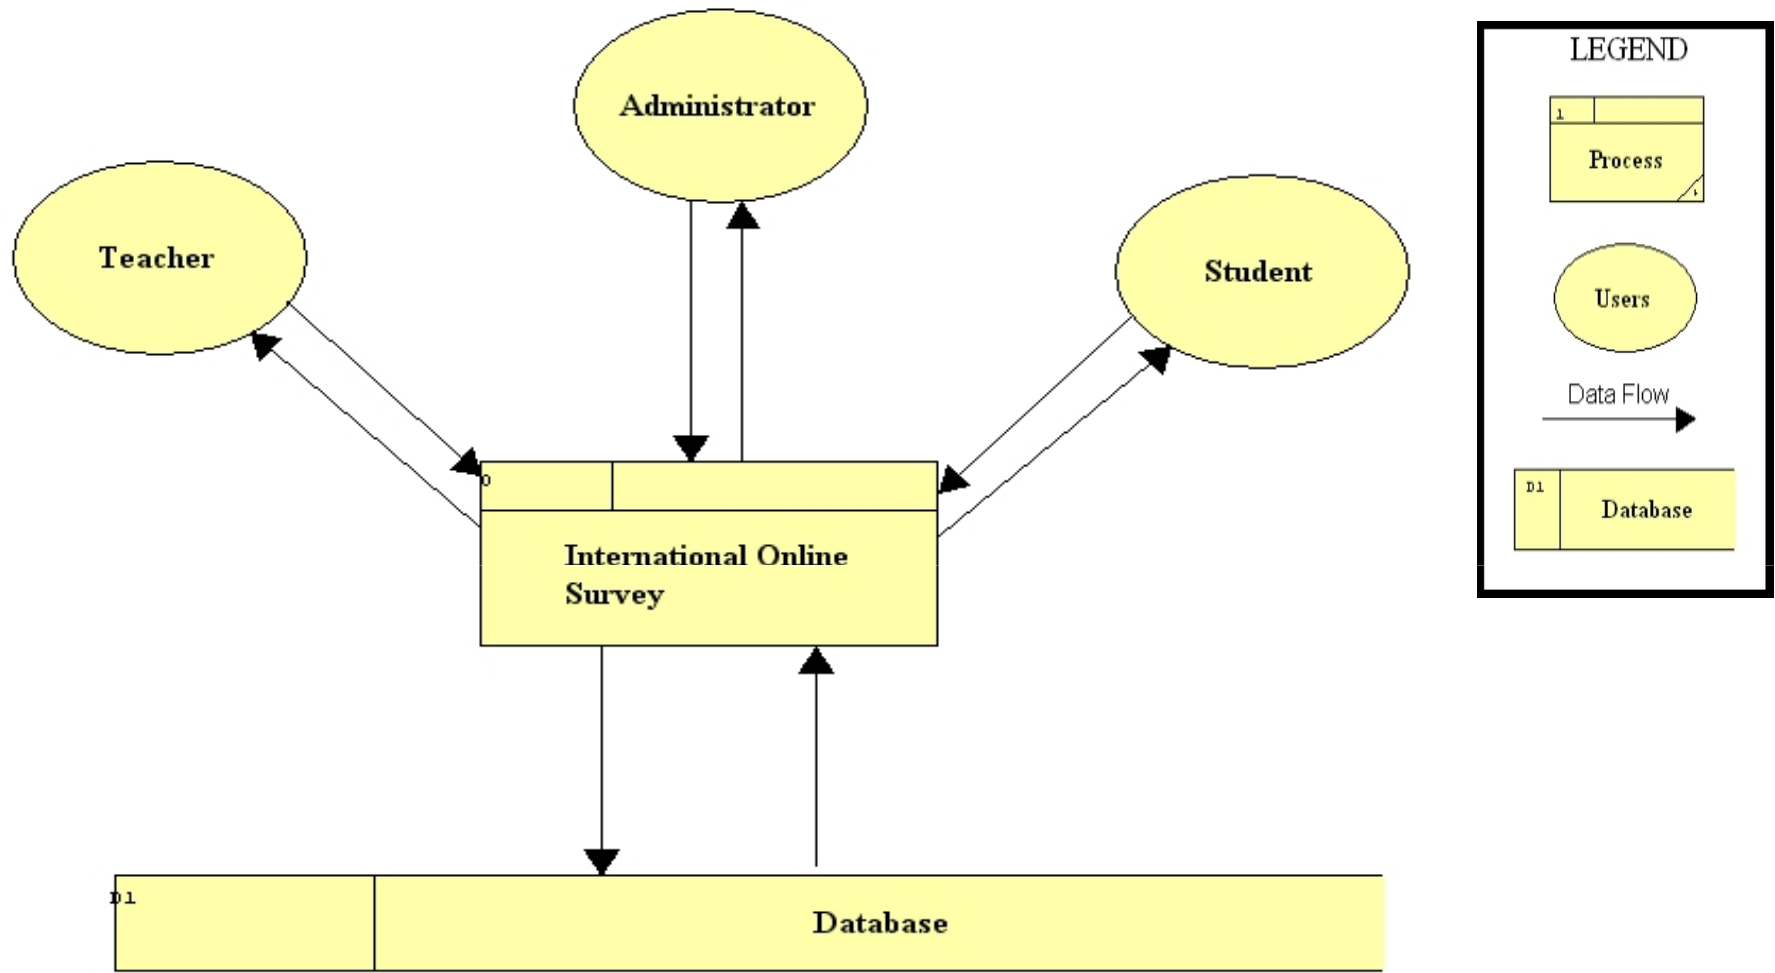 Administrator
Teacher
Student
0
International Online
Survey
D1
Database
LEGEND
1
Process
Users
Data Flow
D1
Database